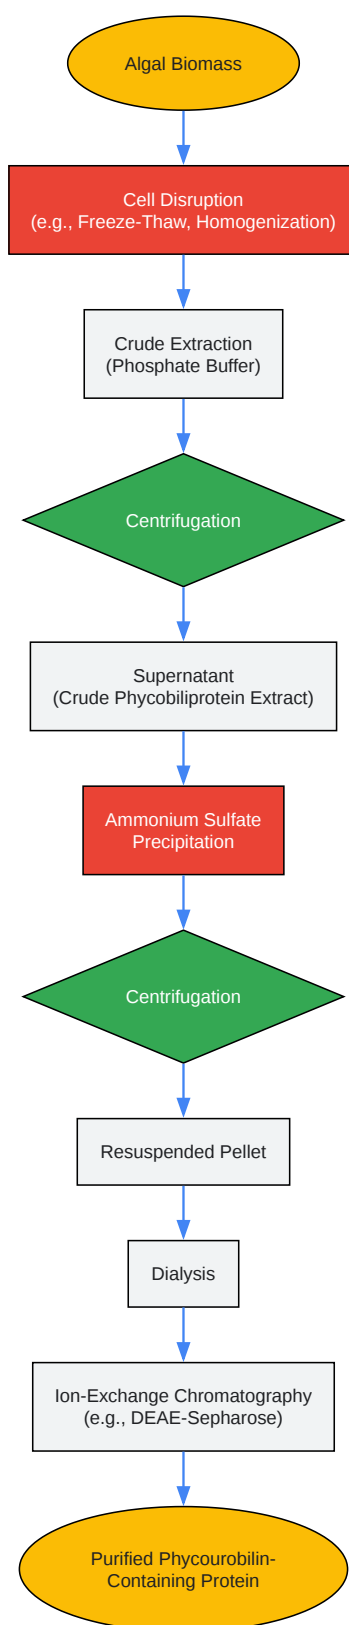 Algal Biomass
Cell Disruption
(e.g., Freeze-Thaw, Homogenization)
Crude Extraction
(Phosphate Buffer)
Centrifugation
Supernatant
(Crude Phycobiliprotein Extract)
Ammonium Sulfate
Precipitation
Centrifugation
Resuspended Pellet
Dialysis
Ion-Exchange Chromatography
(e.g., DEAE-Sepharose)
Purified Phycourobilin-
Containing Protein